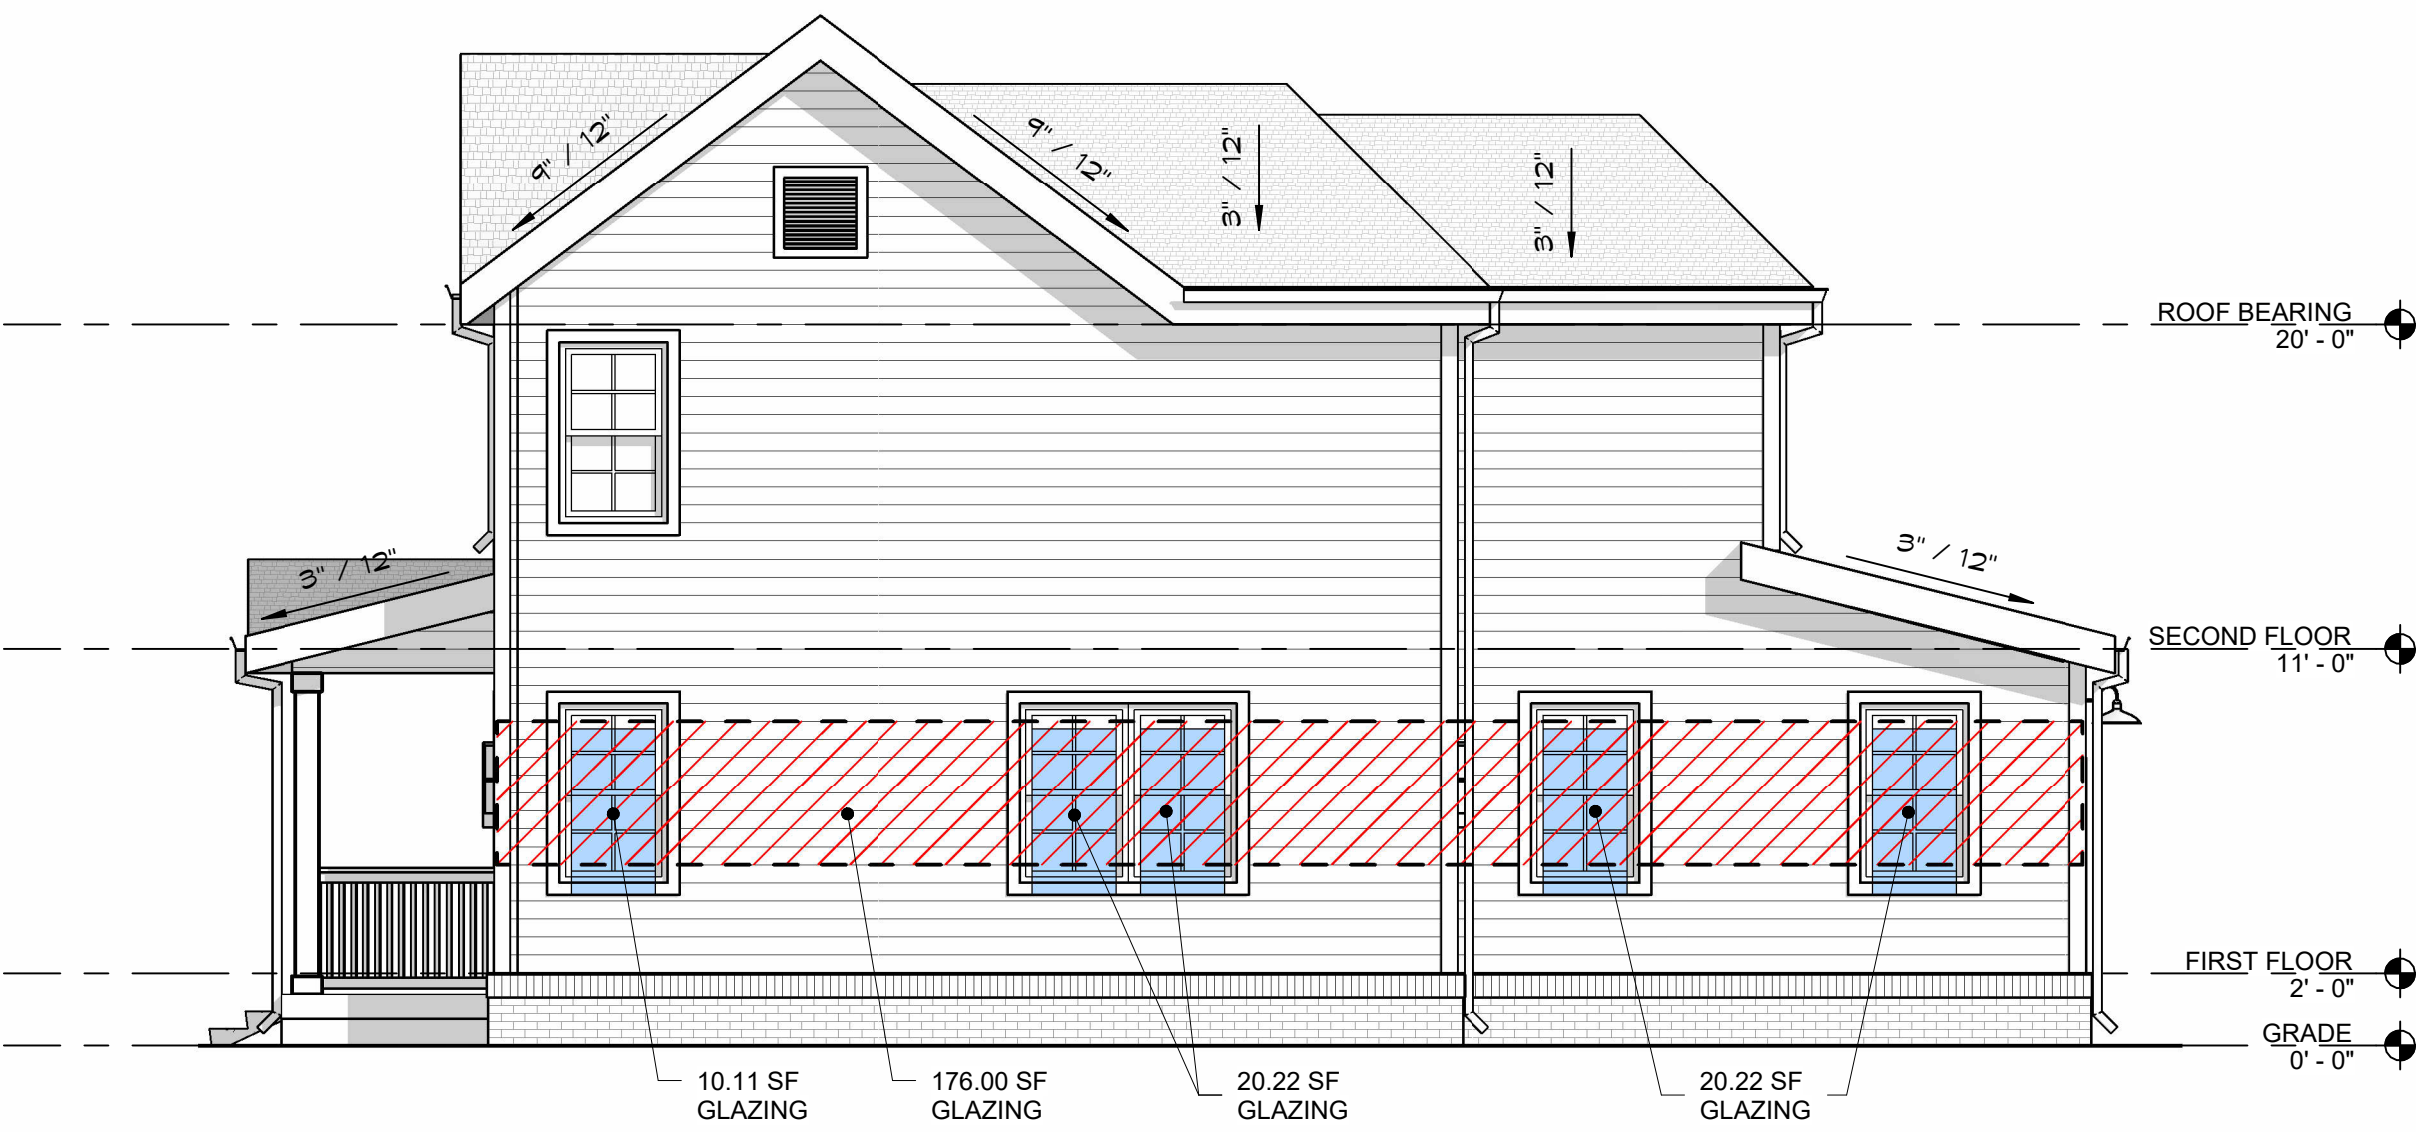 9" / 12"
9" / 12"
3" / 12"
3" / 12"
ROOF BEARING
20' - 0"
3" / 12"
3" / 12"
SECOND FLOOR
11' - 0"
FIRST FLOOR
2' - 0"
GRADE
0' - 0"
10.11 SF
GLAZING
176.00 SF
GLAZING
20.22 SF
GLAZING
20.22 SF
GLAZING